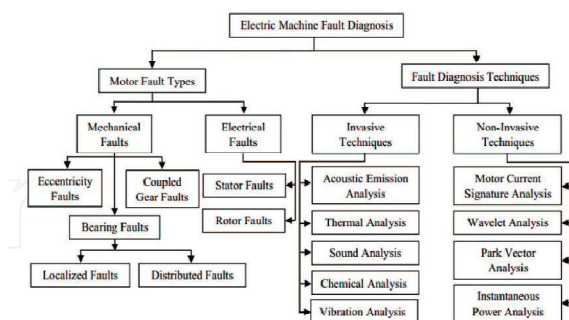 Electric Machine Fault Diagnosis
Motor Fault Types
Fault Diagnosis Techniques
Mechanical
Faults
Electrical
Faults
Invasive
Techniques
Non-Invasive
Techniques
Eccentricity
Faults
Coupled
Gear Faults
Stator Faults
Acoustic Emission
Analysis
Motor Current
Signature Analysis
Bearing Faults
Rotor Faults
Thermal Analysis
Wavelet Analysis
Localized Faults
Distributed Faults
Sound Analysis
Park Vector
Analysis
Chemical Analysis
Instantaneous
Power Analysis
Vibration Analysis